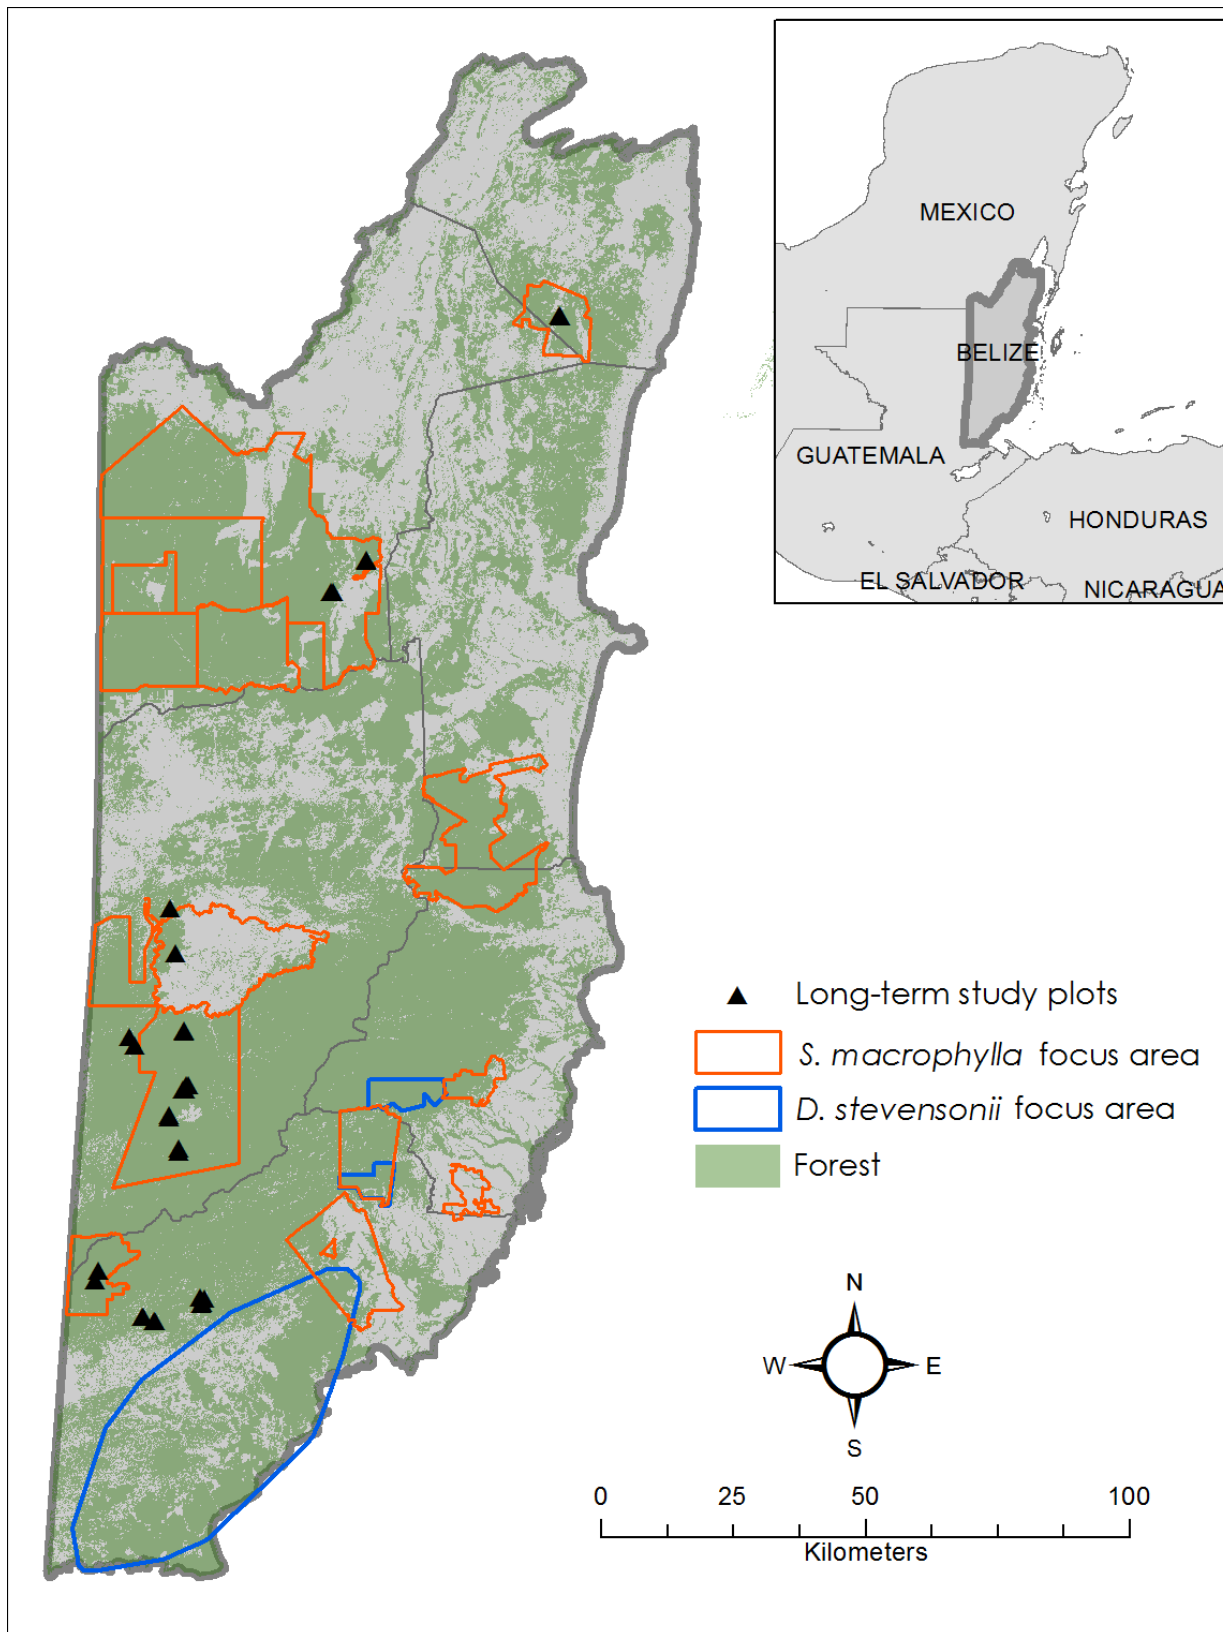 MEXICO
BELIZE
GUATEMALA
HONDURAS
EL SALVADOR
NICARAGUA
Long-term study plots
S. macrophylla focus area
D. stevensonii focus area
Forest
N
W E
S
0 25 50 100
Kilometers